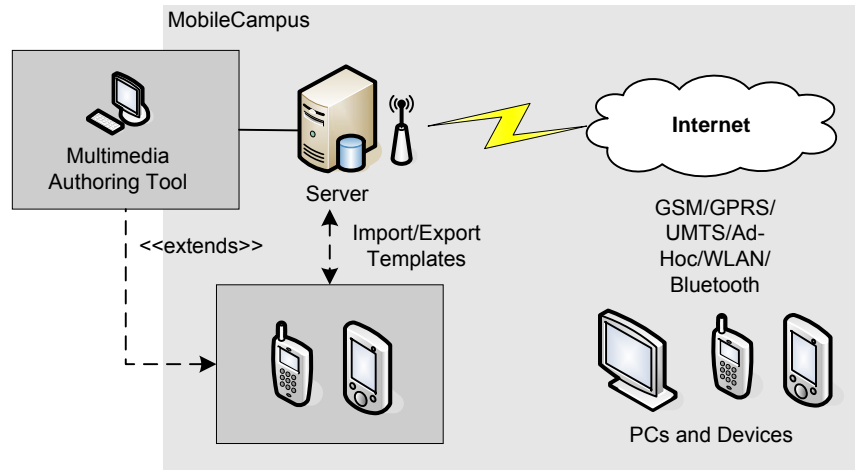 MobileCampus
Multimedia
Authoring Tool
Server
Internet
<<extends>>
Import/Export
Templates
GSM/GPRS/
UMTS/Ad-
Hoc/WLAN/
Bluetooth
PCs and Devices